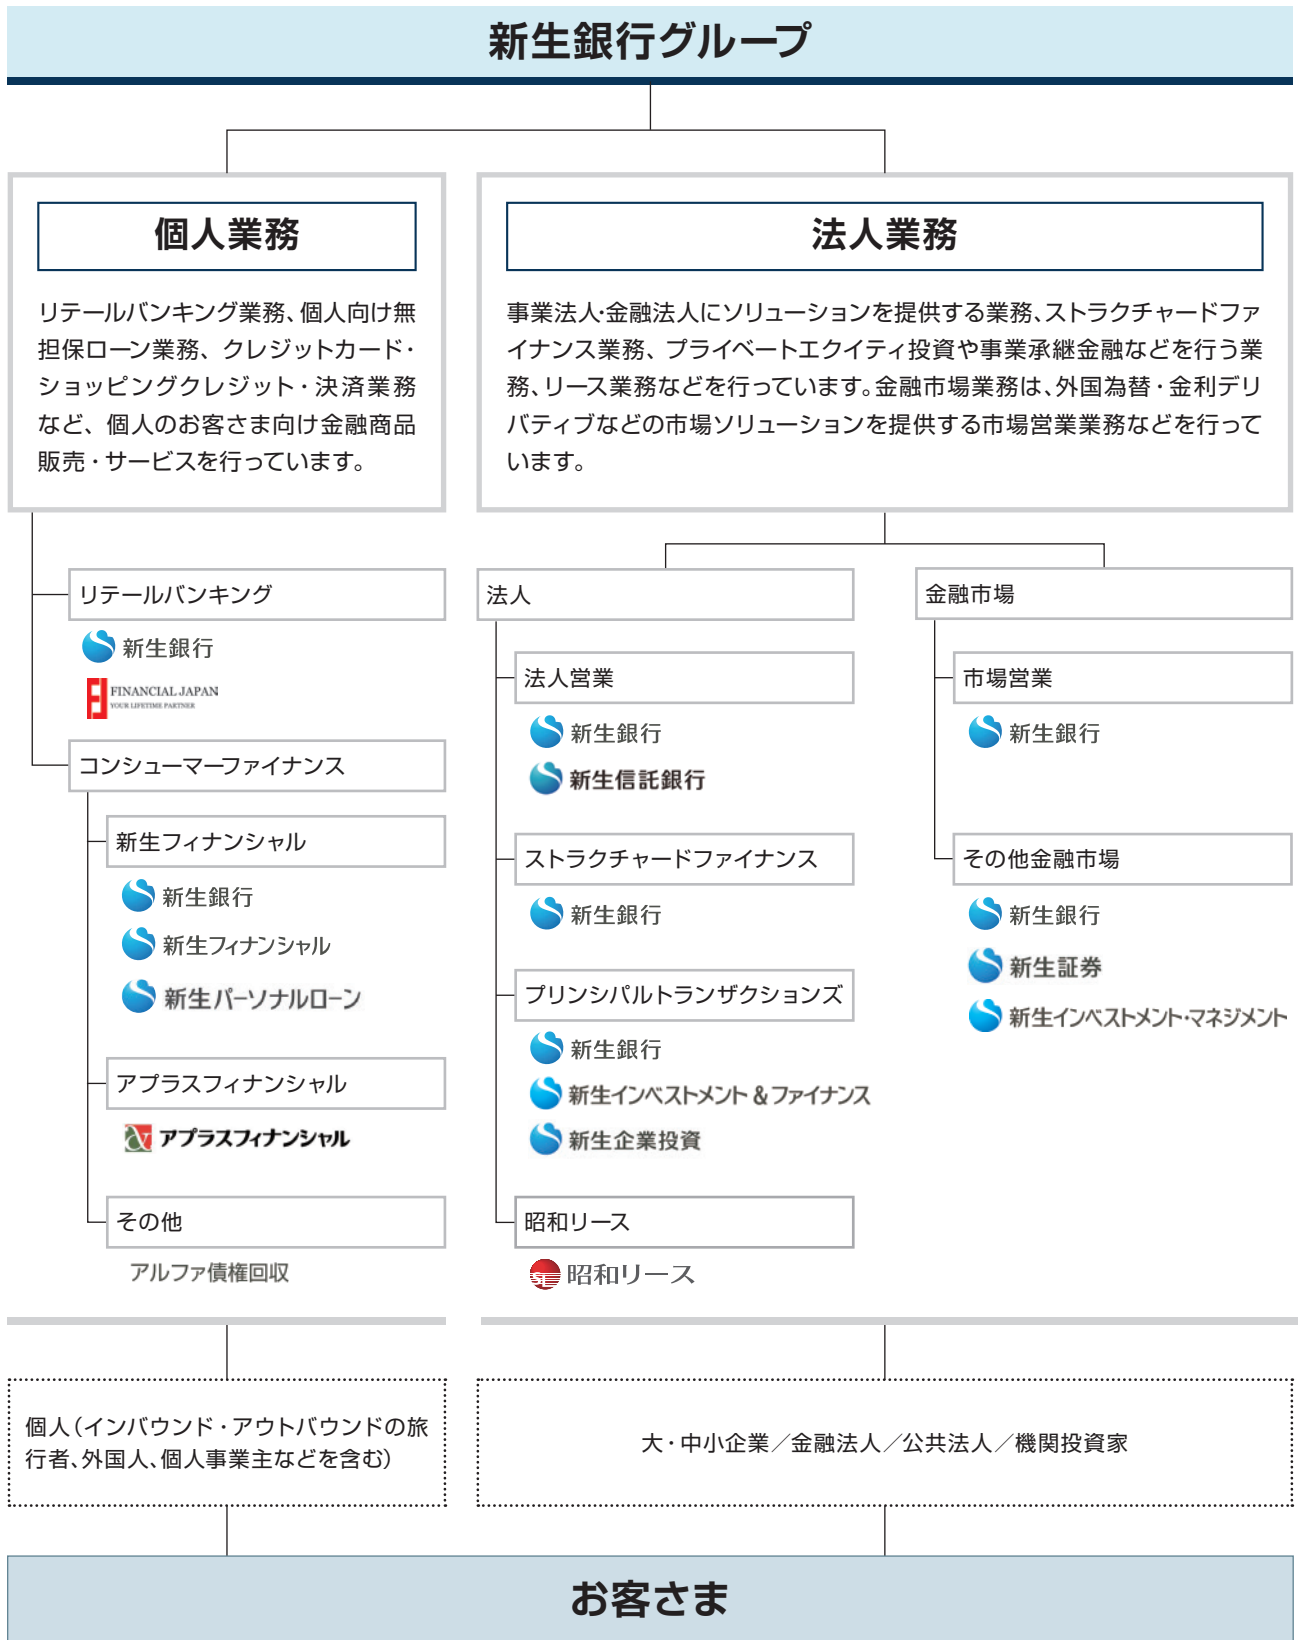 新生銀行グループ
個人業務
リテールバンキング業務、個人向け無
担保ローン業務、クレジットカード・
ショッピングクレジット・決済業務
など、個人のお客さま向け金融商品
販売・サービスを行っています。
リテールバンキング
新生銀行
FINANCIAL JAPAN
YOUR LIFETIME PARTNER
コンシューマーファイナンス
新生フィナンシャル
新生銀行
新生フィナンシャル
新生パーソナルローン
アプラスフィナンシャル
アプラスフィナンシャル
その他
アルファ債権回収
個人（インバウンド・アウトバウンドの旅
行者、外国人、個人事業主などを含む）
法人業務
事業法人・金融法人にソリューションを提供する業務、ストラクチャードファ
イナンス業務、プライベートエクイティ投資や事業承継金融などを行う業
務、リース業務などを行っています。金融市場業務は、外国為替・金利デリ
バティブなどの市場ソリューションを提供する市場営業業務などを行って
います。
法人
法人営業
新生銀行
新生信託銀行
ストラクチャードファイナンス
新生銀行
プリンシパルトランザクションズ
新生銀行
新生インベストメント＆ファイナンス
新生企業投資
昭和リース
SL 昭和リース
金融市場
市場営業
新生銀行
その他金融市場
新生銀行
新生証券
新生インベストメント・マネジメント
大・中小企業／金融法人／公共法人／機関投資家
お客さま